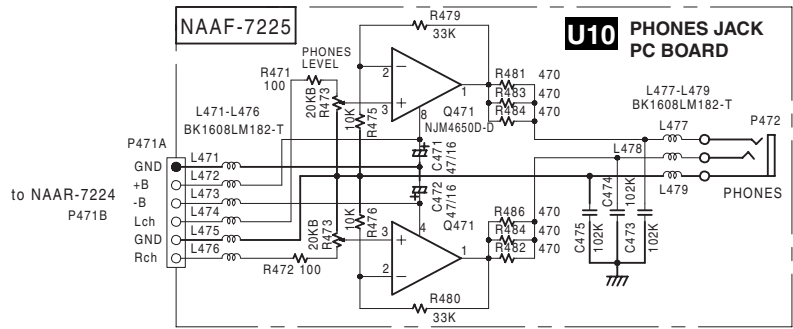 NAAF-7225
U10 PHONES JACK
PC BOARD
R479
33K
PHONES
LEVEL
R471
100
20KB
R473
10K
R475
2
3
1
8
Q471
NJM4650D-D
R481 470
R483 470
R484 470
L477-L479
BK1608LM182-T
L471-L476
BK1608LM182-T
P471A
to NAAR-7224
P471B
GND L471
+B L472
-B L473
Lch L474
GND L475
Rch L476
C471
47/16
C472
47/16
L477
L478
L479
P472
PHONES
R472 100
20KB
R473
10K
R476
3
2
4
1
Q471
R486 470
R484 470
R482 470
R480
33K
C475
102K
C474
102K
C473
102K